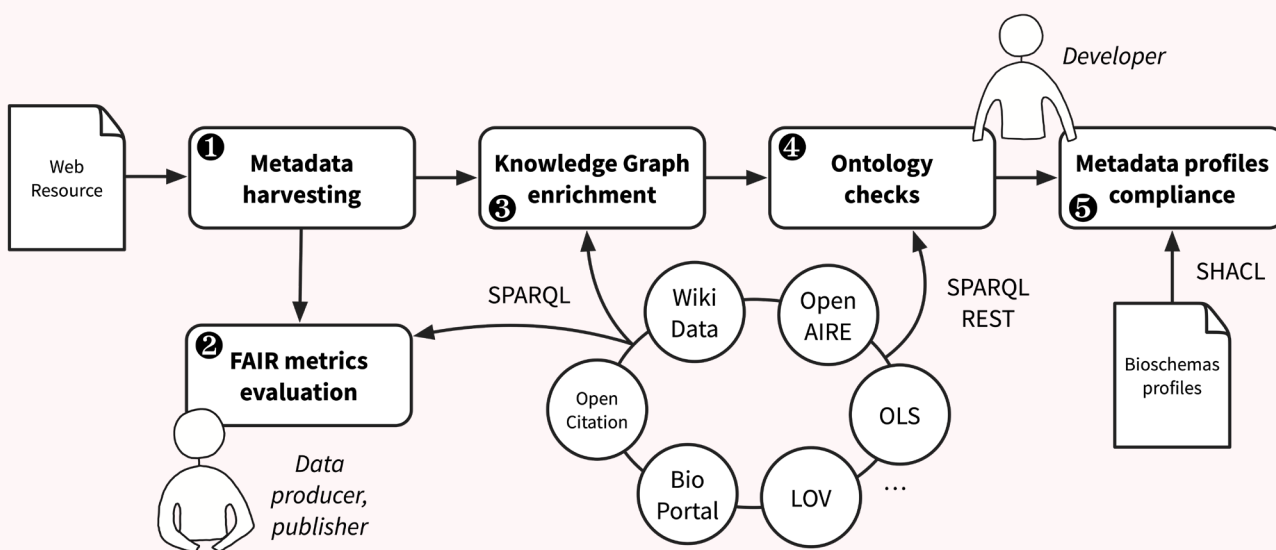 Developer
Web
Resource
❶
Metadata
harvesting
Knowledge Graph
❸ enrichment
❹
Ontology
checks
Metadata profiles
❺ compliance
SPARQL
Wiki
Data
Open
AIRE
SPARQL
REST
SHACL
❷
FAIR metrics
evaluation
Open
Citation
OLS
Bioschemas
profiles
Data
producer,
publisher
Bio
Portal
LOV
...